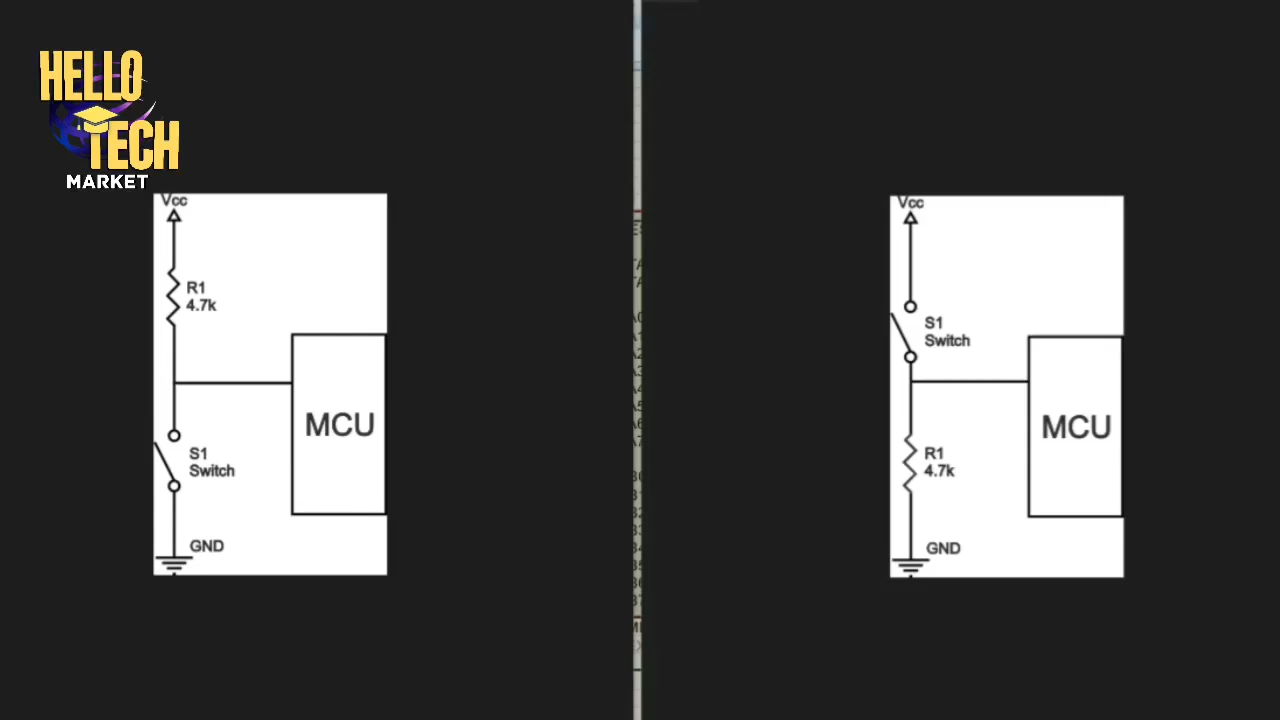 HELLO
TECH
MARKET
Vcc
R1
4.7k
MCU
S1
Switch
GND
Vcc
S1
Switch
MCU
R1
4.7k
GND